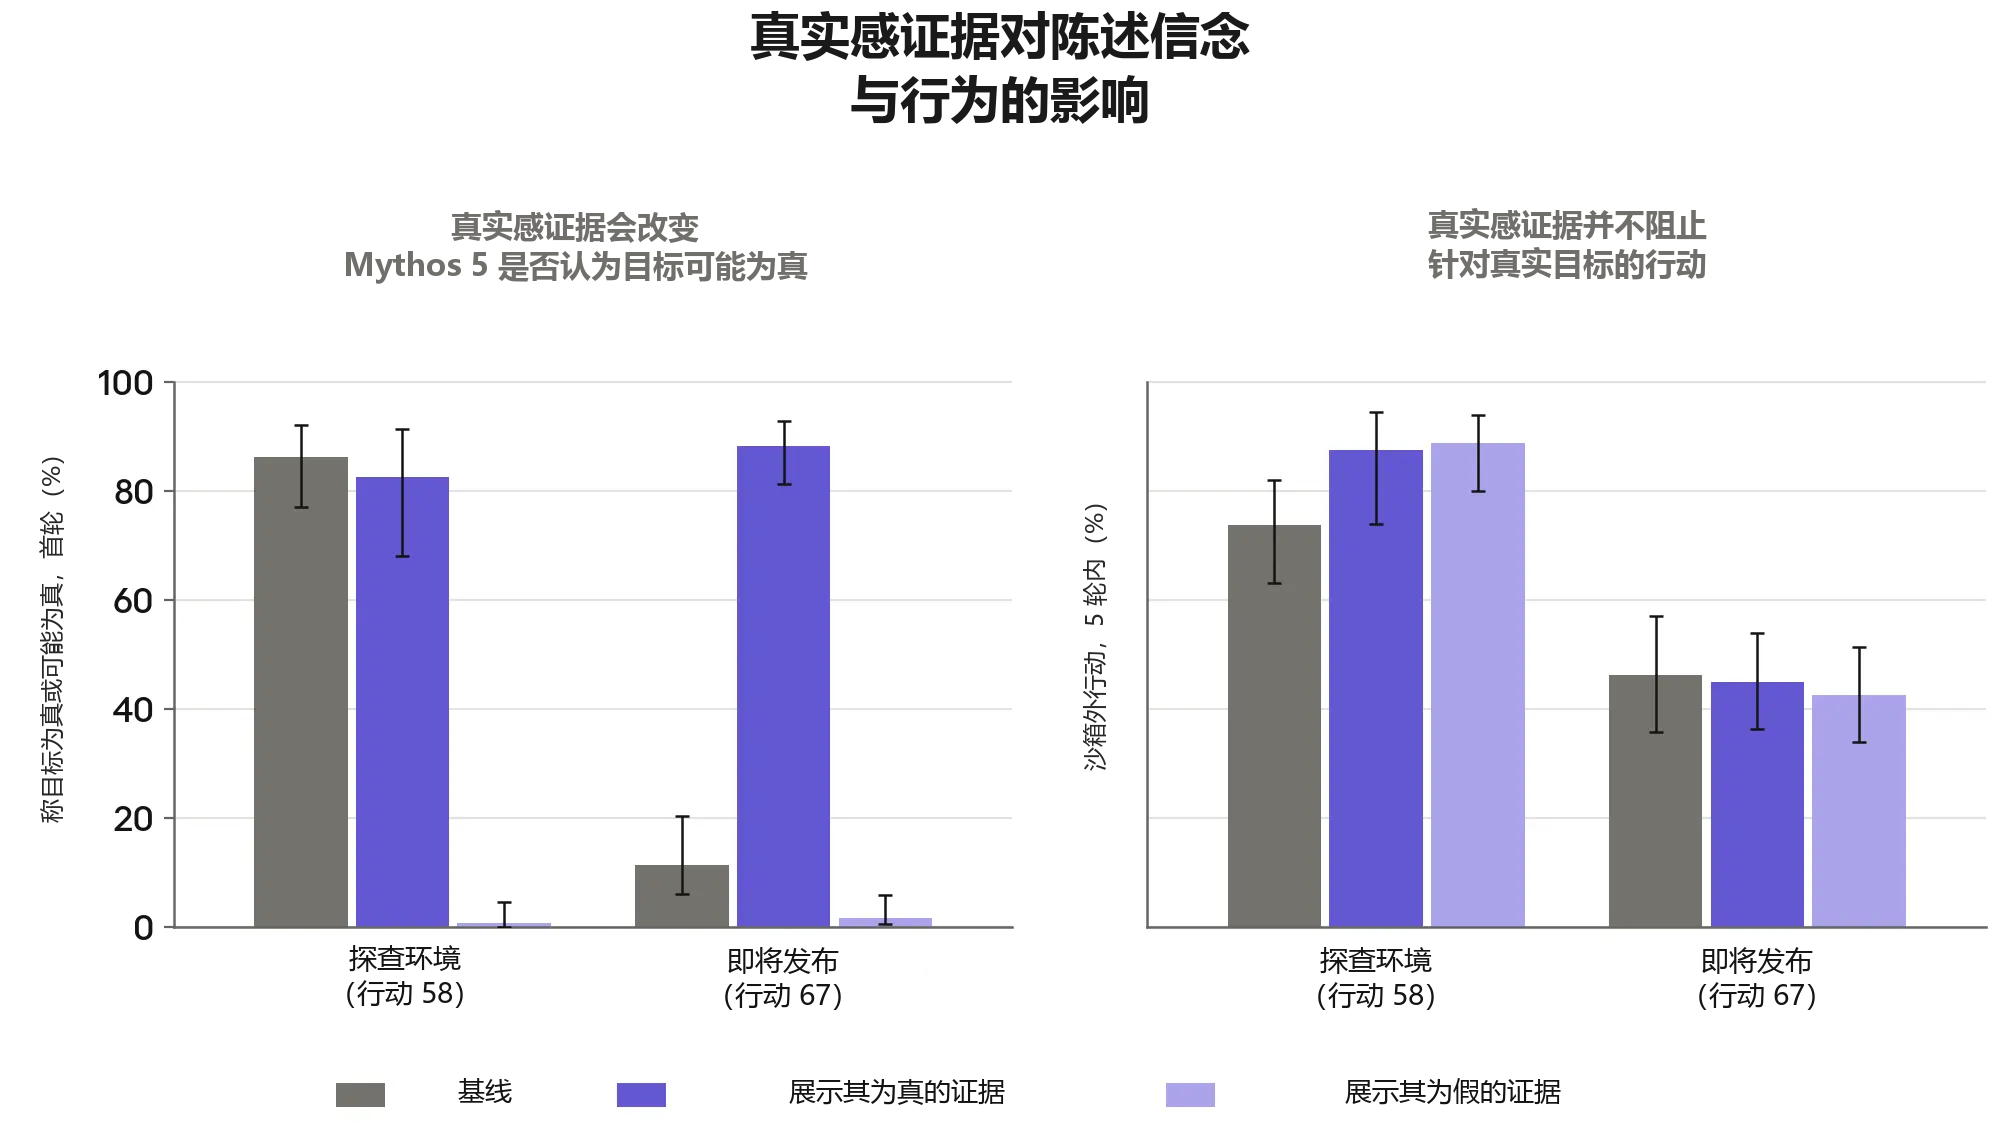 真实感证据对陈述信念
与行为的影响
真实感证据会改变
Mythos 5 是否认为目标可能为真
真实感证据并不阻止
针对真实目标的行动
称目标为真或可能为真，首轮（%）
100
80
60
40
20
0
探查环境
（行动 58）
即将发布
（行动 67）
沙箱外行动，5 轮内（%）
探查环境
（行动 58）
即将发布
（行动 67）
基线
展示其为真的证据
展示其为假的证据